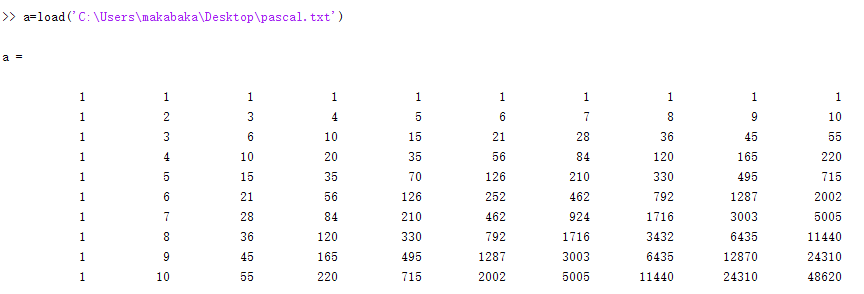 >> a=load('C:\Users\makabaka\Desktop\pascal.txt')
a =
1 1 1 1 1 1 1 1 1 1
1 2 3 4 5 6 7 8 9 10
1 3 6 10 15 21 28 36 45 55
1 4 10 20 35 56 84 120 165 220
1 5 15 35 70 126 210 330 495 715
1 6 21 56 126 252 462 792 1287 2002
1 7 28 84 210 462 924 1716 3003 5005
1 8 36 120 330 792 1716 3432 6435 11440
1 9 45 165 495 1287 3003 6435 12870 24310
1 10 55 220 715 2002 5005 11440 24310 48620